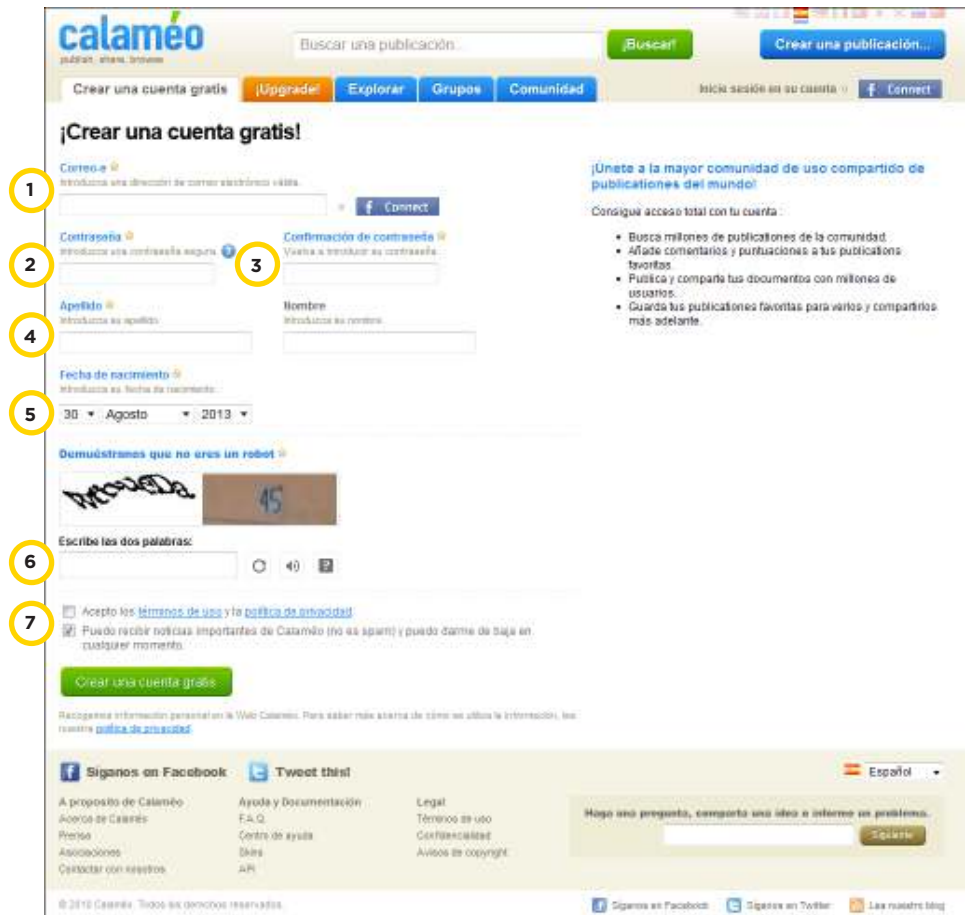 calaméo
publish, share, browse
Buscar una publicación...
¡Buscar!
Crear una publicación...
Crear una cuenta gratis
¡Upgrade!
Explorar
Grupos
Comunidad
Inicie sesión en su cuenta
Connect
¡Crear una cuenta gratis!
1
Correo-e
Introduzca una dirección de correo electrónico válida.
Connect
2
Contraseña
Introduzca una contraseña segura.
3
Confirmación de contraseña
Vuelva a introducir su contraseña.
4
Apellido
Introduzca su apellido.
Nombre
Introduzca su nombre.
5
Fecha de nacimiento
Introduzca su fecha de nacimiento.
30 Agosto 2013
Demuéstranos que no eres un robot
45
6
Escribe las dos palabras:
7
Acepto los términos de uso y la política de privacidad.
Puedo recibir noticias importantes de Calaméo (no es spam) y puedo darme de baja en
cualquier momento.
Crear una cuenta gratis
Recogemos información personal en la Web Calaméo. Para saber más acerca de cómo se utiliza la información, lea
nuestra política de privacidad.
¡Únete a la mayor comunidad de uso compartido de
publicationes del mundo!
Consigue acceso total con tu cuenta :
Busca millones de publicationes de la comunidad.
Añade comentarios y puntuaciones a tus publications
favoritas.
Publica y comparte tus documentos con millones de
usuarios.
Guarda tus publicationes favoritas para verlos y compartirlos
más adelante.
Síganos en Facebook
Tweet this!
Español
A proposito de Calaméo
Acerca de Calaméo
Prensa
Asociaciones
Contactar con nosotros
Ayuda y Documentación
F.A.Q.
Centro de ayuda
Skins
API
Legal
Términos de uso
Confidencialidad
Avisos de copyright
Haga una pregunta, comparta una idea o informe un problema.
Siguiente
© 2010 Calaméo. Todos los derechos reservados.
Síganos en Facebook
Síganos en Twitter
Lea nuestro blog